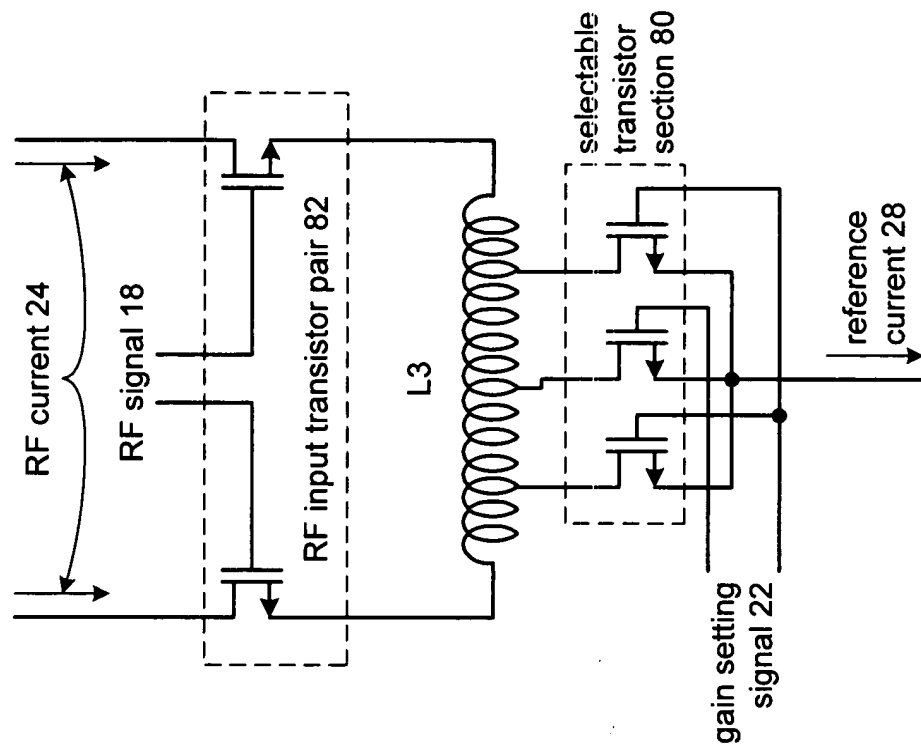 RF current 24
RF signal 18
RF input transistor pair 82
L3
selectable
transistor
section 80
reference
current 28
gain setting
signal 22